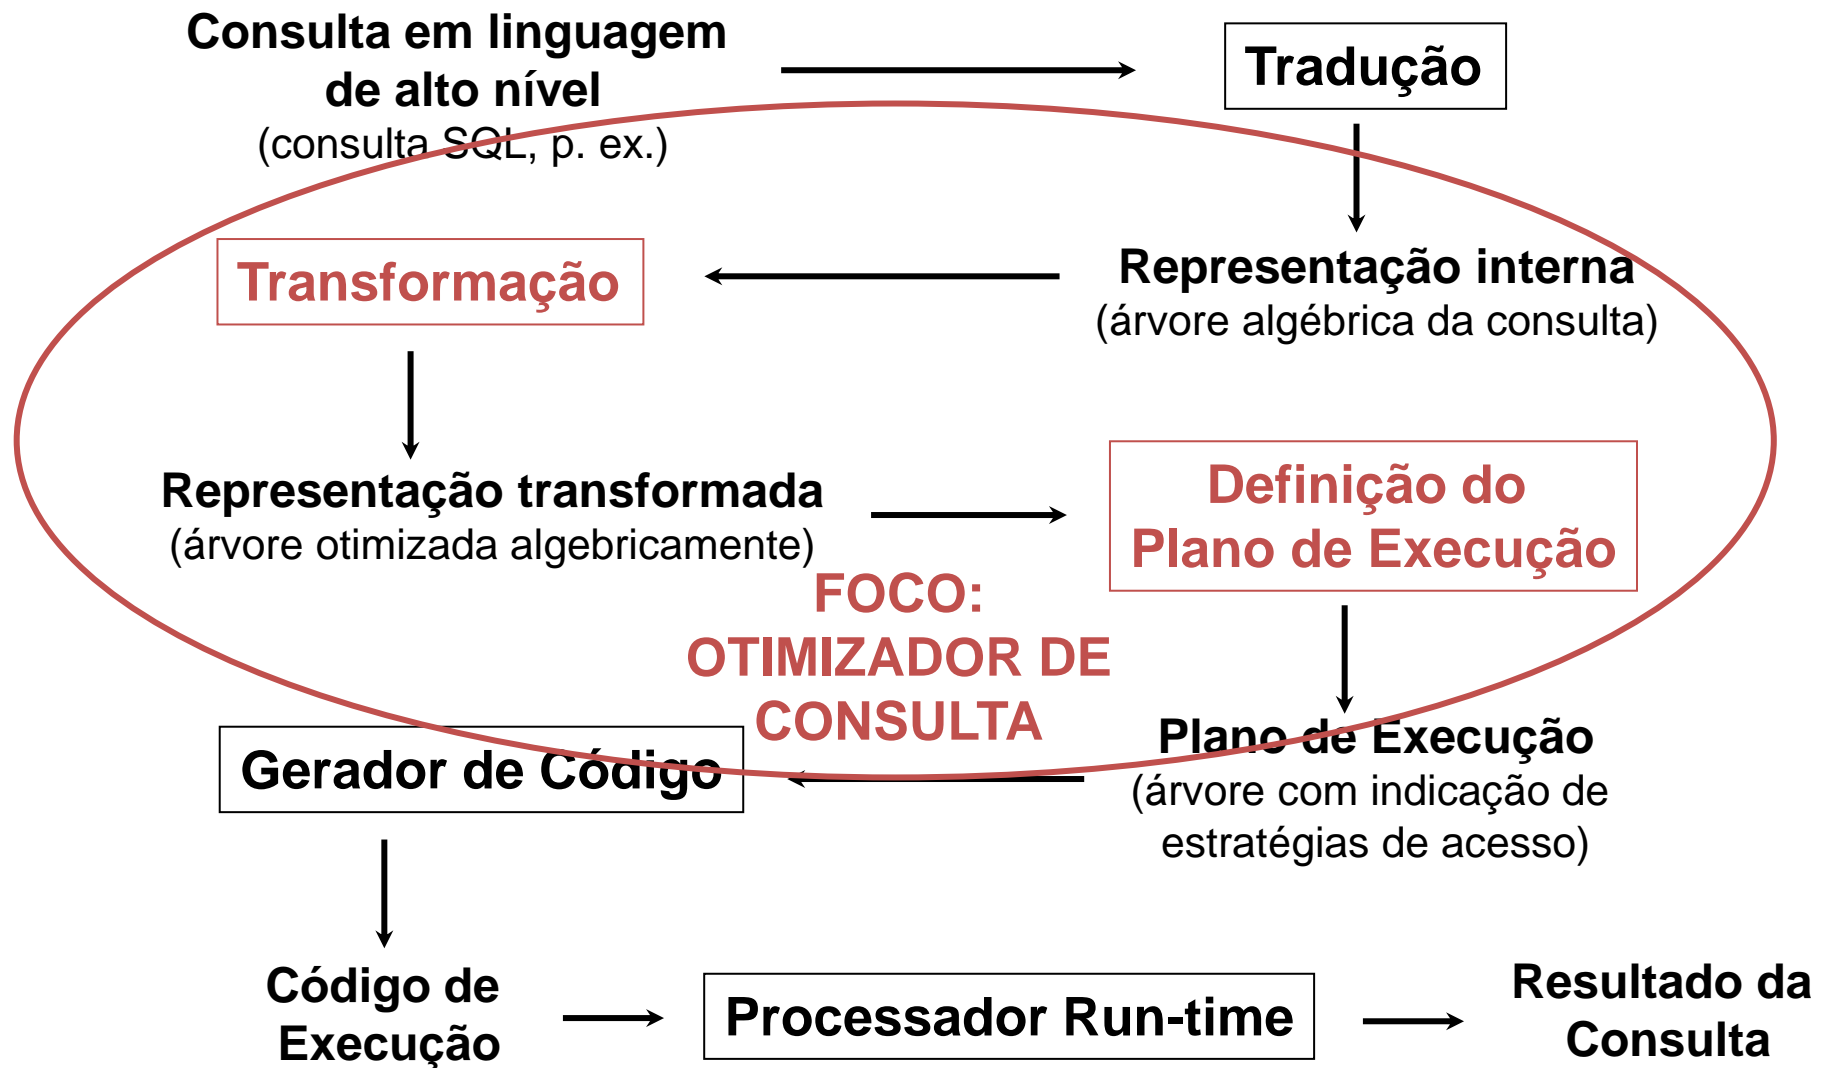 Consulta em linguagem
de alto nível
(consulta SQL, p. ex.)
Tradução
Representação interna
(árvore algébrica da consulta)
Transformação
Representação transformada
(árvore otimizada algebricamente)
Definição do
Plano de Execução
FOCO:
OTIMIZADOR DE
CONSULTA
Plano de Execução
(árvore com indicação de
estratégias de acesso)
Gerador de Código
Código de
Execução
Processador Run-time
Resultado da
Consulta